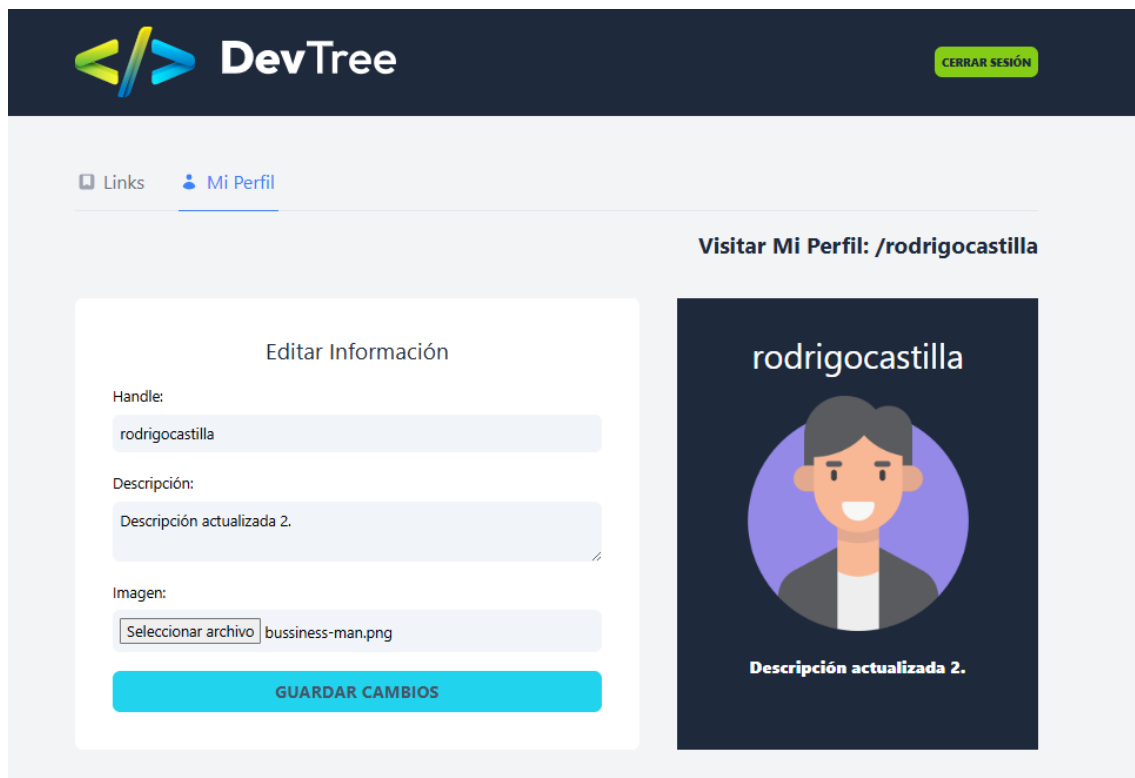 </> DevTree
CERRAR SESIÓN
Links
Mi Perfil
Visitar Mi Perfil: /rodrigocastilla
Editar Información
Handle:
rodrigocastilla
Descripción:
Descripción actualizada 2.
Imagen:
Seleccionar archivo bussiness-man.png
GUARDAR CAMBIOS
rodrigocastilla
Descripción actualizada 2.